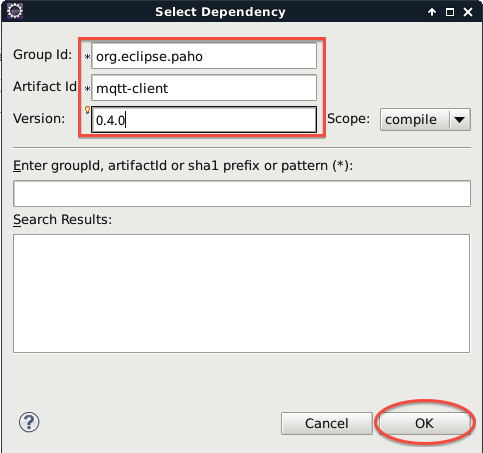 Select Dependency
Group Id: * org.eclipse.paho
Artifact Id * mqtt-client
Version: 0.4.0 Scope: compile
Enter groupId, artifactId or sha1 prefix or pattern (*):
Search Results:
? Cancel OK